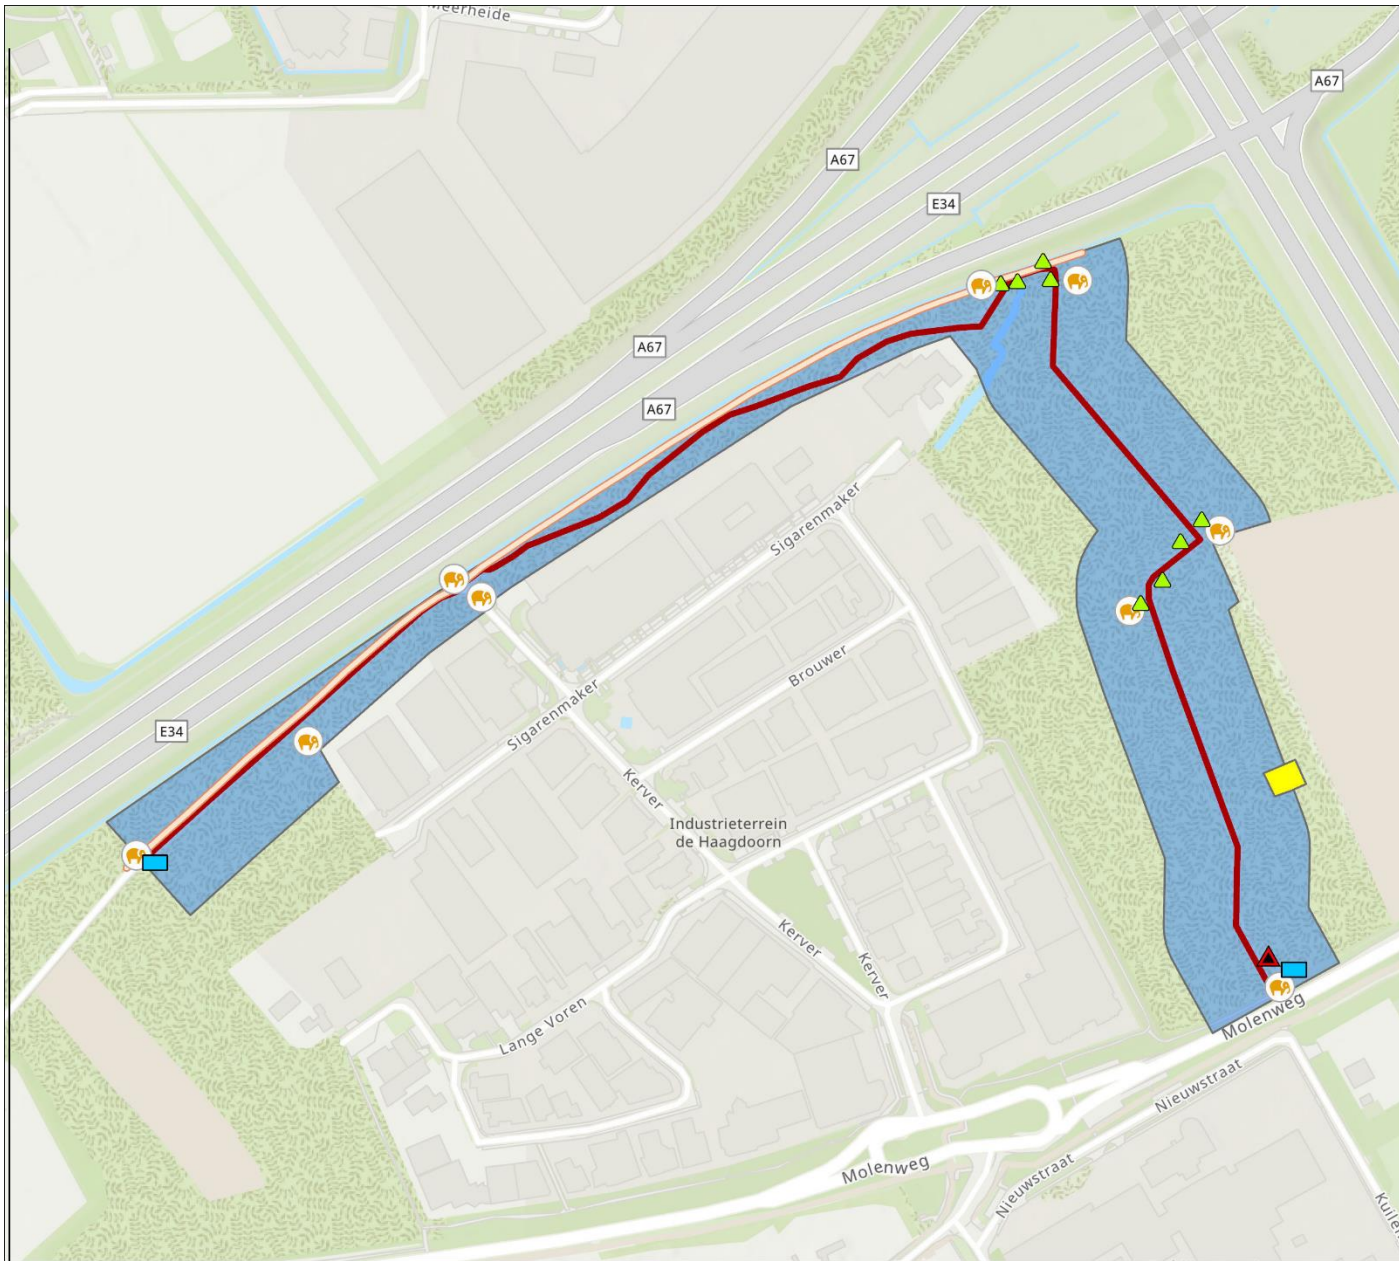 Meerheide
A67
A67
E34
A67
A67
Sigarenmaker
Brouwer
Sigarenmaker
E34
Kerver
Industrieterrein
de Haagdoorn
Kerver
Kerver
Lange Voren
Molenweg
Nieuwstraat
Molenweg
Nieuwstraat